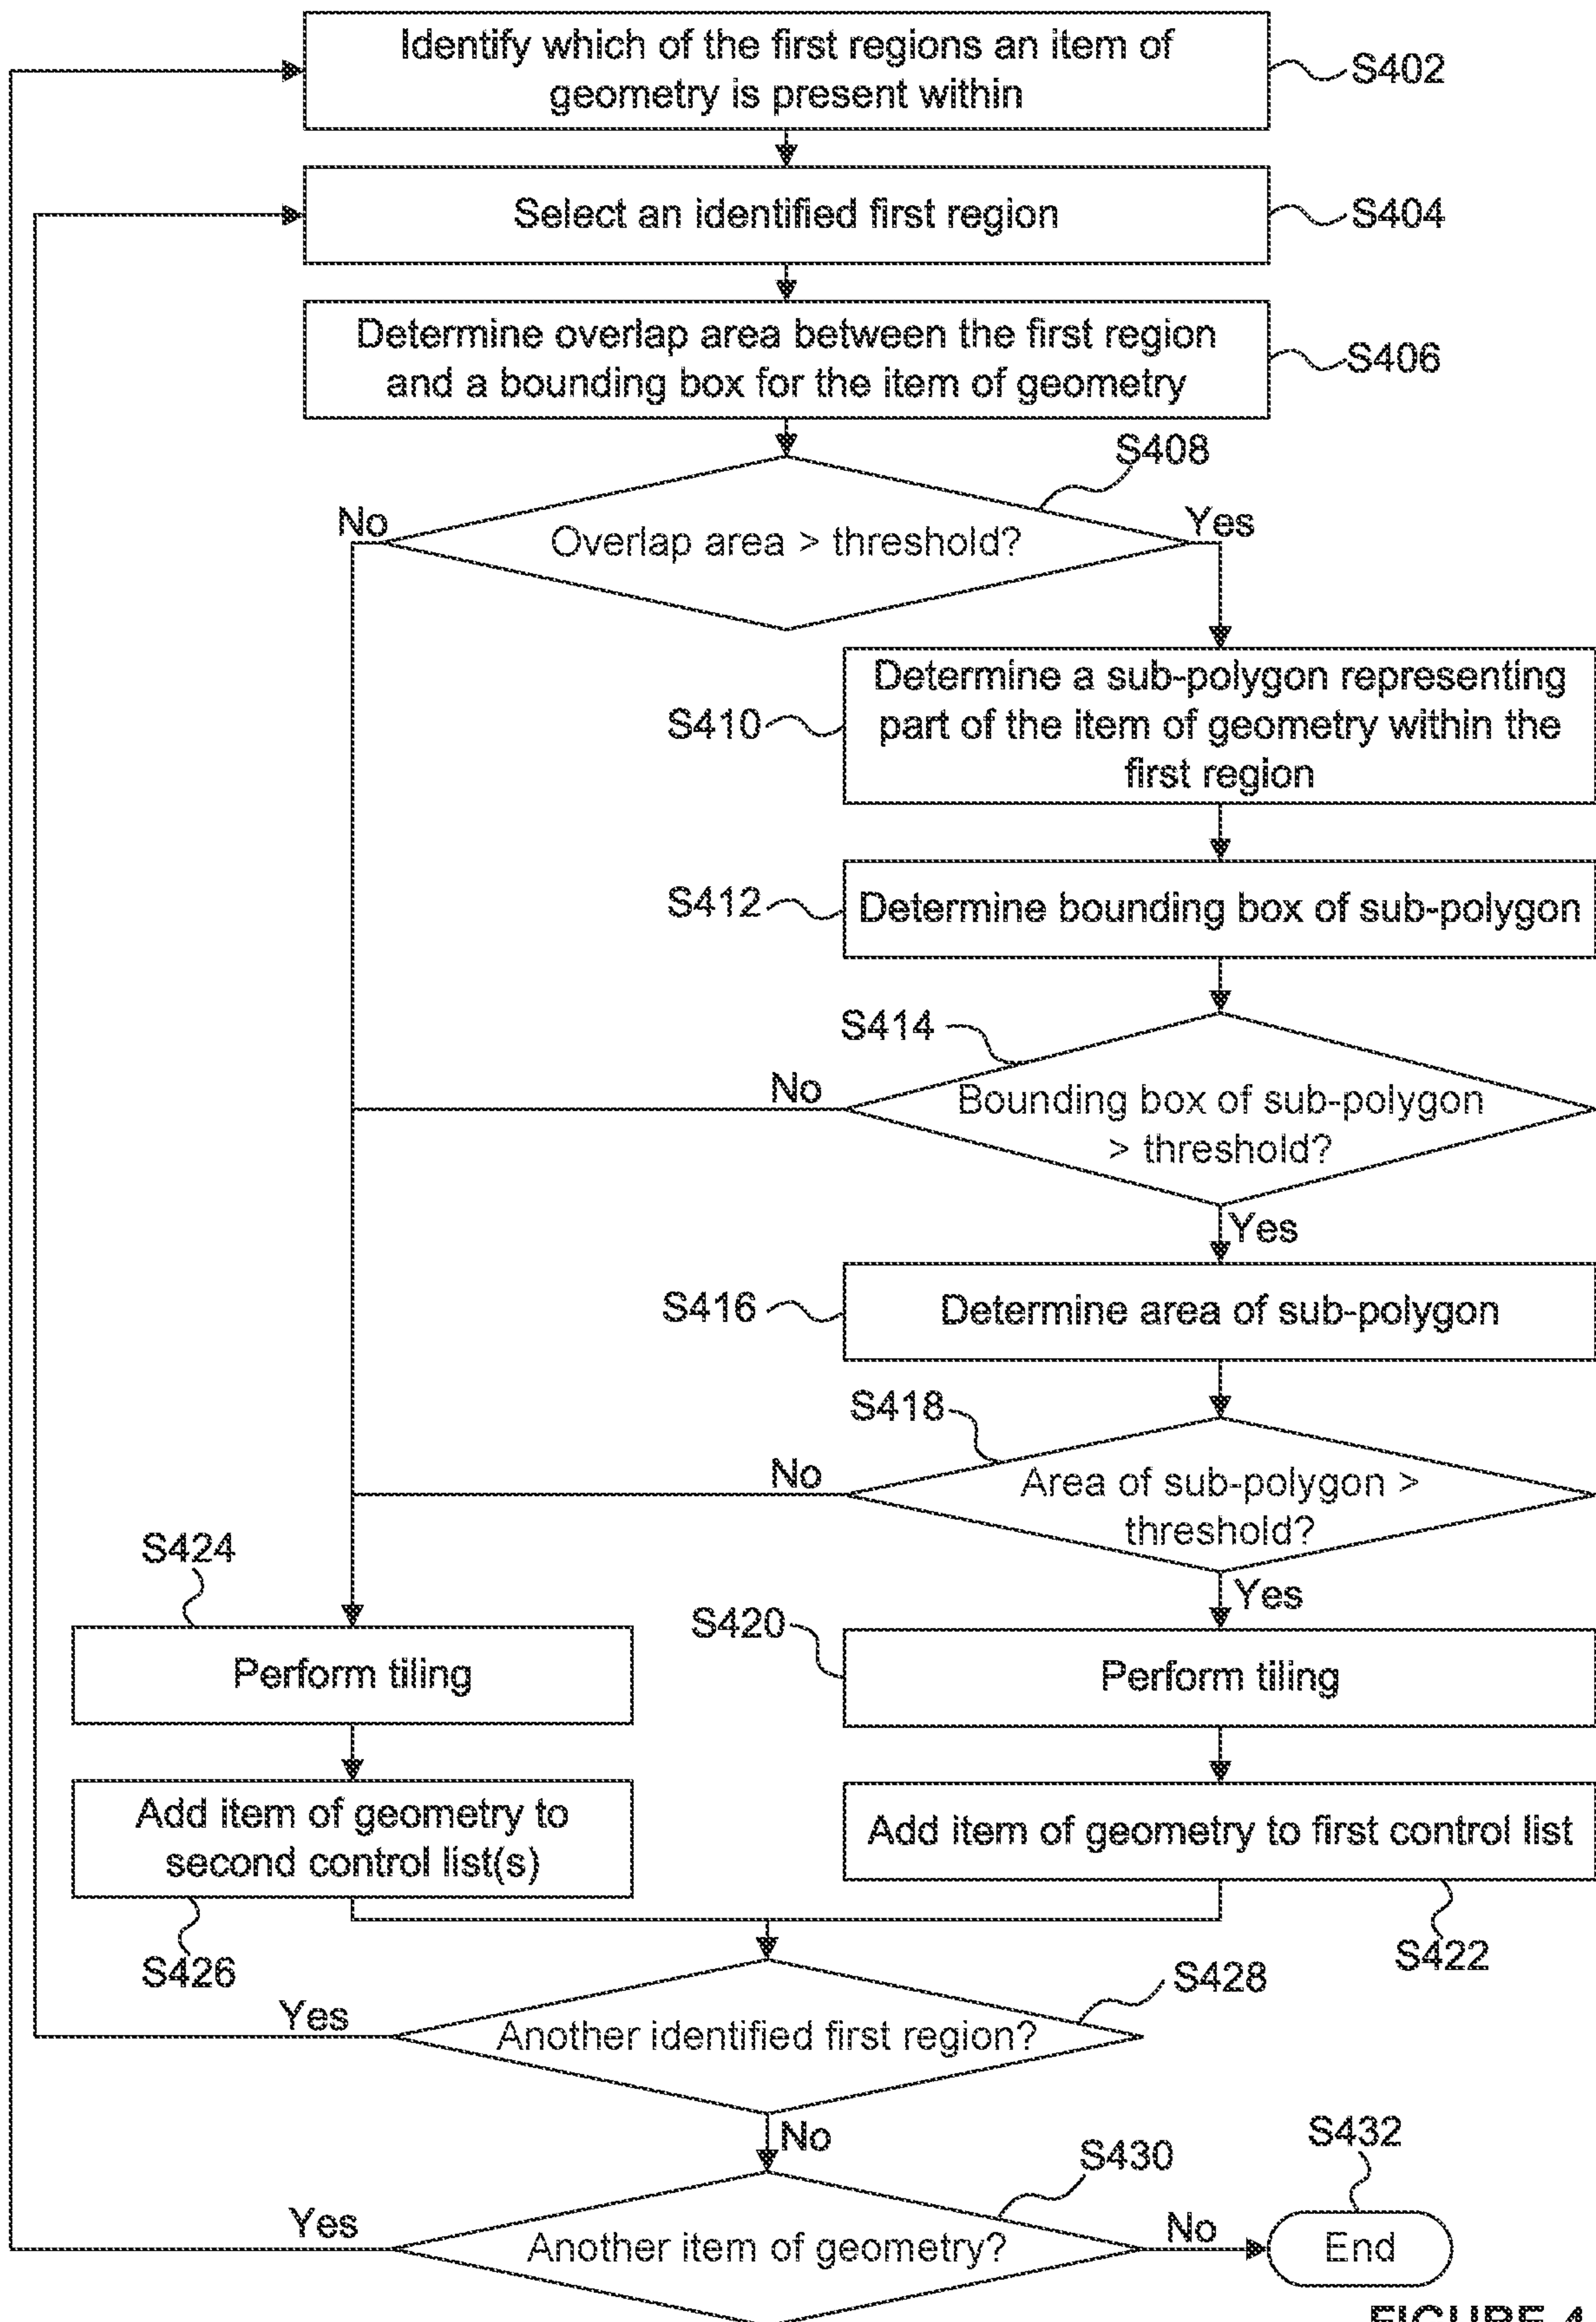 Identify which of the first regions an item of
geometry is present within
S402
Select an identified first region
S404
Determine overlap area between the first region
and a bounding box for the item of geometry
S406
S408
No
Overlap area > threshold?
Yes
Determine a sub-polygon representing
part of the item of geometry within the
first region
S410
S412
Determine bounding box of sub-polygon
S414
No
Bounding box of sub-polygon
> threshold?
Yes
S416
Determine area of sub-polygon
S418
No
Area of sub-polygon >
threshold?
Yes
S424
S420
Perform tiling
Perform tiling
Add item of geometry to
second control list(s)
Add item of geometry to first control list
S426
S422
S428
Yes
Another identified first region?
No
S432
S430
Yes
Another item of geometry?
No
End
FIGURE 4